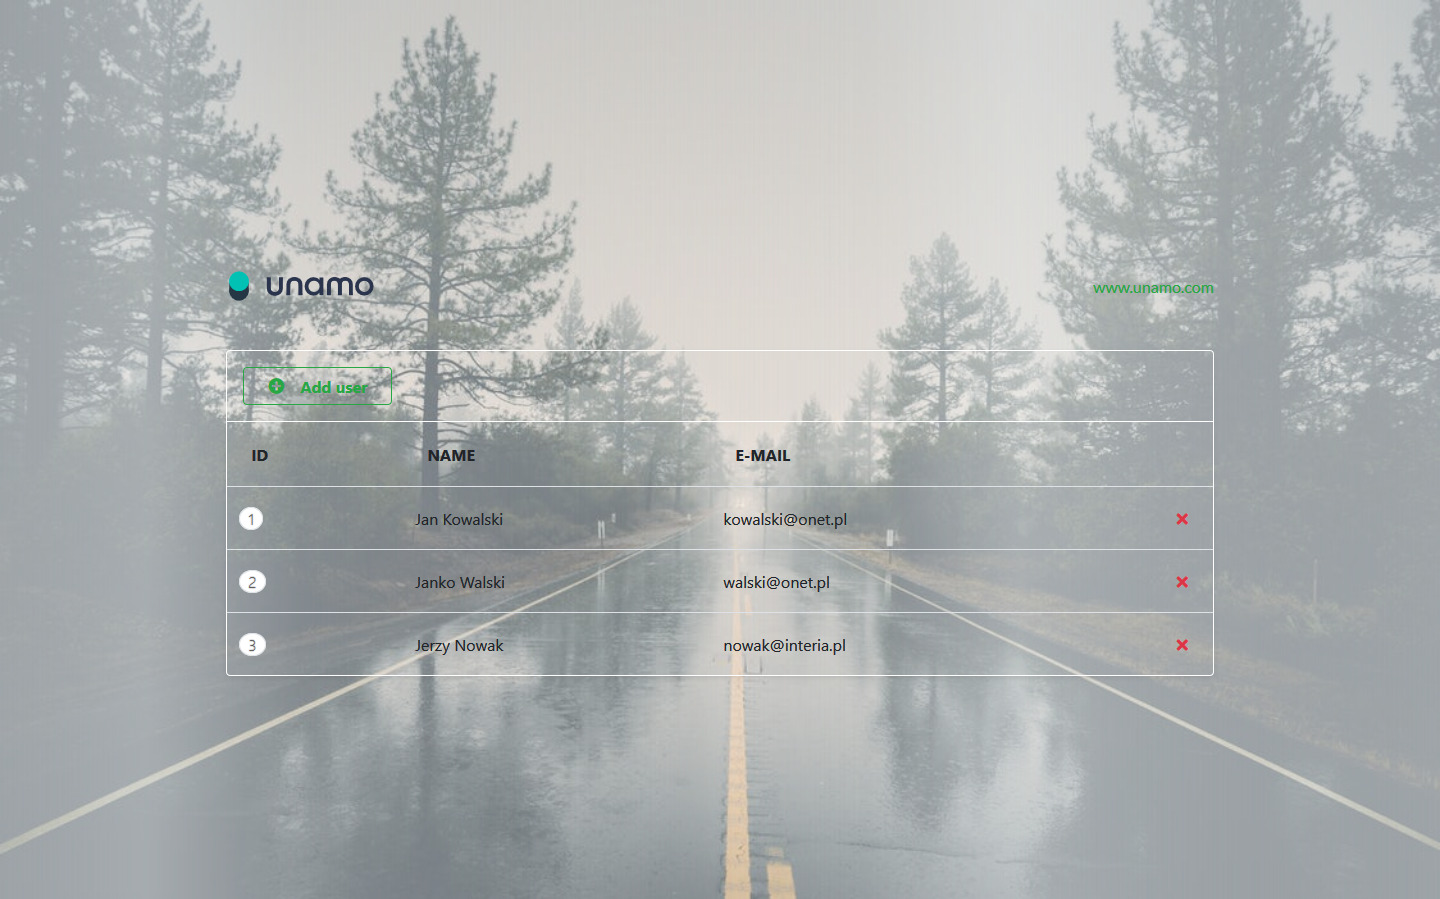 unamo
www.unamo.com
Add user
ID NAME E-MAIL
1 Jan Kowalski kowalski@onet.pl
2 Janko Walski walski@onet.pl
3 Jerzy Nowak nowak@interia.pl